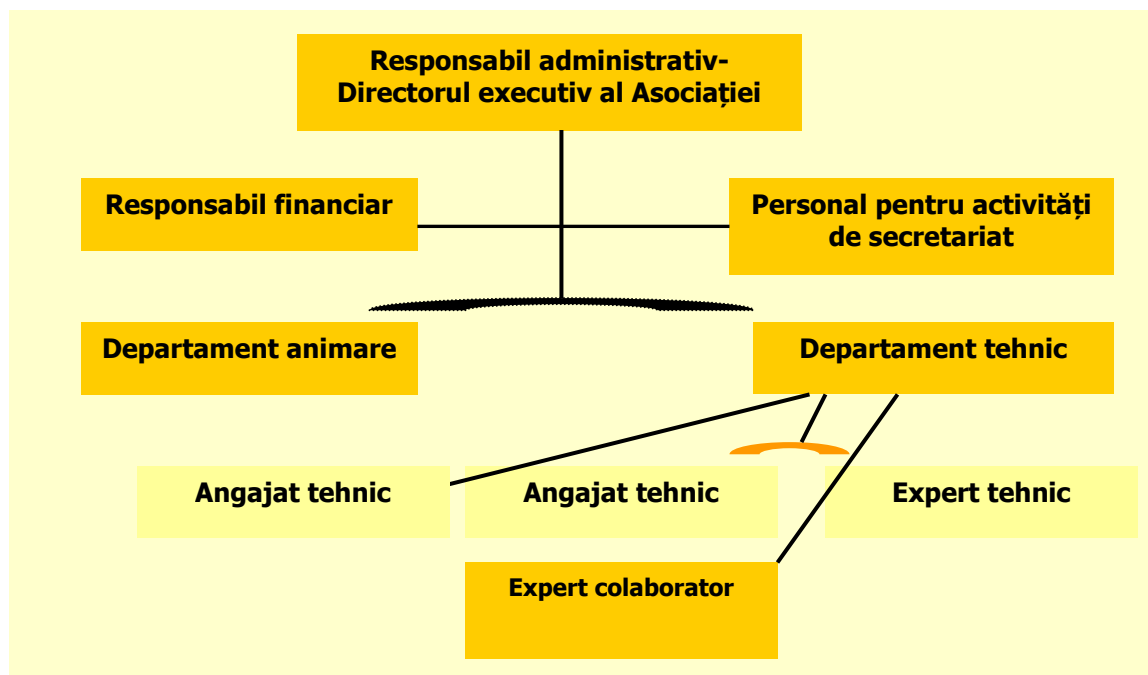 Responsabil administrativ-
Directorul executiv al Asociației
Responsabil financiar
Personal pentru activități
de secretariat
Departament animare
Departament tehnic
Angajat tehnic
Angajat tehnic
Expert tehnic
Expert colaborator